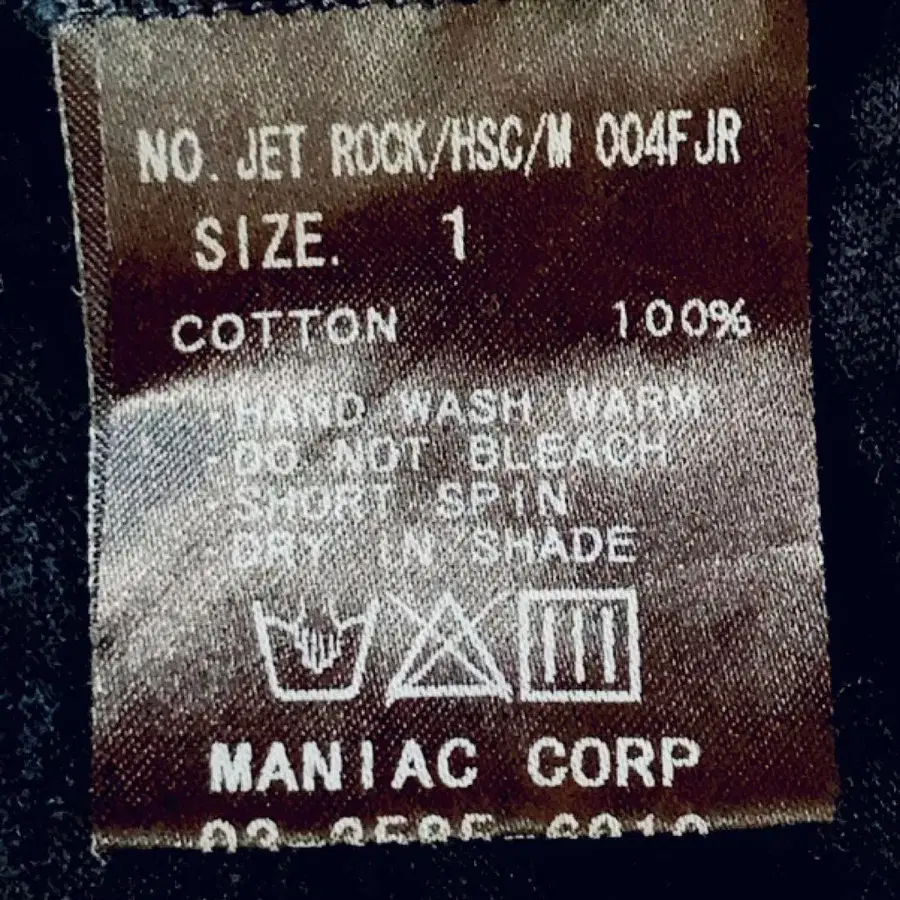 NO. JET ROCK/HSC/M 004FJR
SIZE. 1
COTTON 100%
·HAND WASH WARM
·DO NOT BLEACH
·SHORT SPIN
·DRY IN SHADE
MANIAC CORP